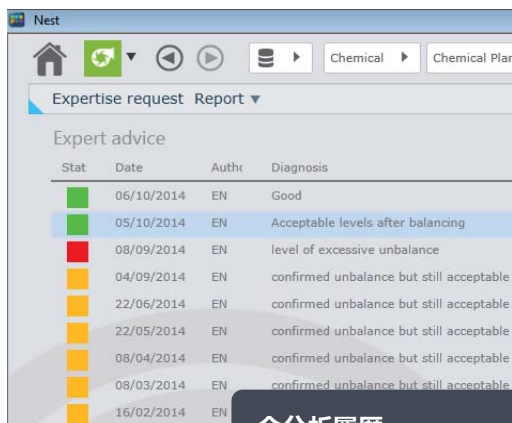 Nest
Chemical
Expertise request Report
Expert advice
Stat Date Diagnosis
06/10/2014 EN Good
05/10/2014 EN Acceptable levels after balancing
08/09/2014 EN level of excessive unbalance
04/09/2014 EN confirmed unbalance but still acceptable
22/06/2014 EN confirmed unbalance but still acceptable
22/05/2014 EN confirmed unbalance but still acceptable
08/04/2014 EN confirmed unbalance but still acceptable
08/03/2014 EN confirmed unbalance but still acceptable
16/02/2014 EN